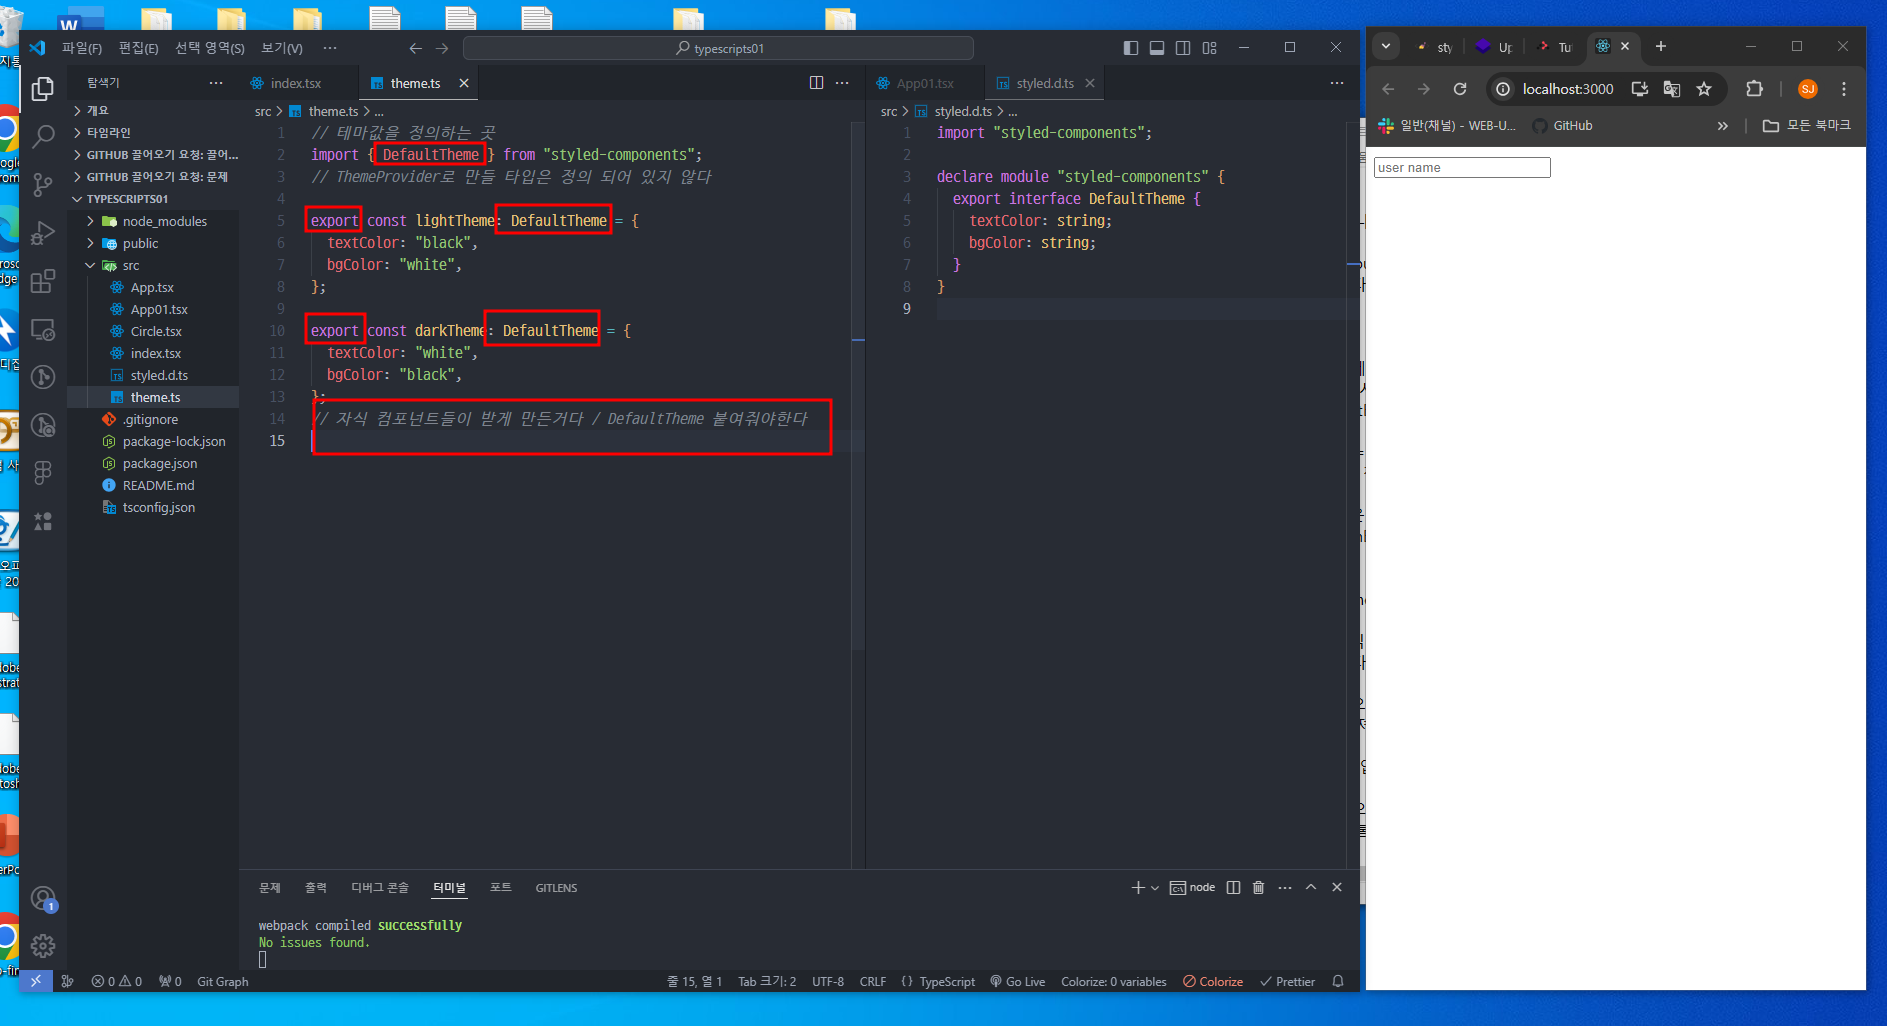 파일(F) 편집(E) 선택 영역(S) 보기(V) ··· typescripts01
탐색기
개요
타임라인
GITHUB 끌어오기 요청: 끌어...
GITHUB 끌어오기 요청: 문제
TYPESCRIPTS01
node_modules
public
src
App.tsx
App01.tsx
Circle.tsx
index.tsx
styled.d.ts
theme.ts
.gitignore
package-lock.json
package.json
README.md
tsconfig.json
index.tsx theme.ts
src > theme.ts > ...
1 // 테마값을 정의하는 곳
2 import { DefaultTheme } from "styled-components";
3 // ThemeProvider로 만들 타입은 정의 되어 있지 않다
4
5 export const lightTheme: DefaultTheme = {
6 textColor: "black",
7 bgColor: "white",
8 };
9
10 export const darkTheme: DefaultTheme = {
11 textColor: "white",
12 bgColor: "black",
13 };
14 // 자식 컴포넌트들이 받게 만든거다 / DefaultTheme 붙여줘야한다
15
App01.tsx styled.d.ts
src > styled.d.ts > ...
1 import "styled-components";
2
3 declare module "styled-components" {
4 export interface DefaultTheme {
5 textColor: string;
6 bgColor: string;
7 }
8 }
9
문제 출력 디버그 콘솔 터미널 포트 GITLENS
node
webpack compiled successfully
No issues found.
0 0 0 Git Graph
줄 15, 열 1 Tab 크기: 2 UTF-8 CRLF {} TypeScript Go Live Colorize: 0 variables Colorize Prettier
1
sty Up Tu
localhost:3000
SJ
일반(채널) - WEB-U... GitHub » 모든 북마크
user name